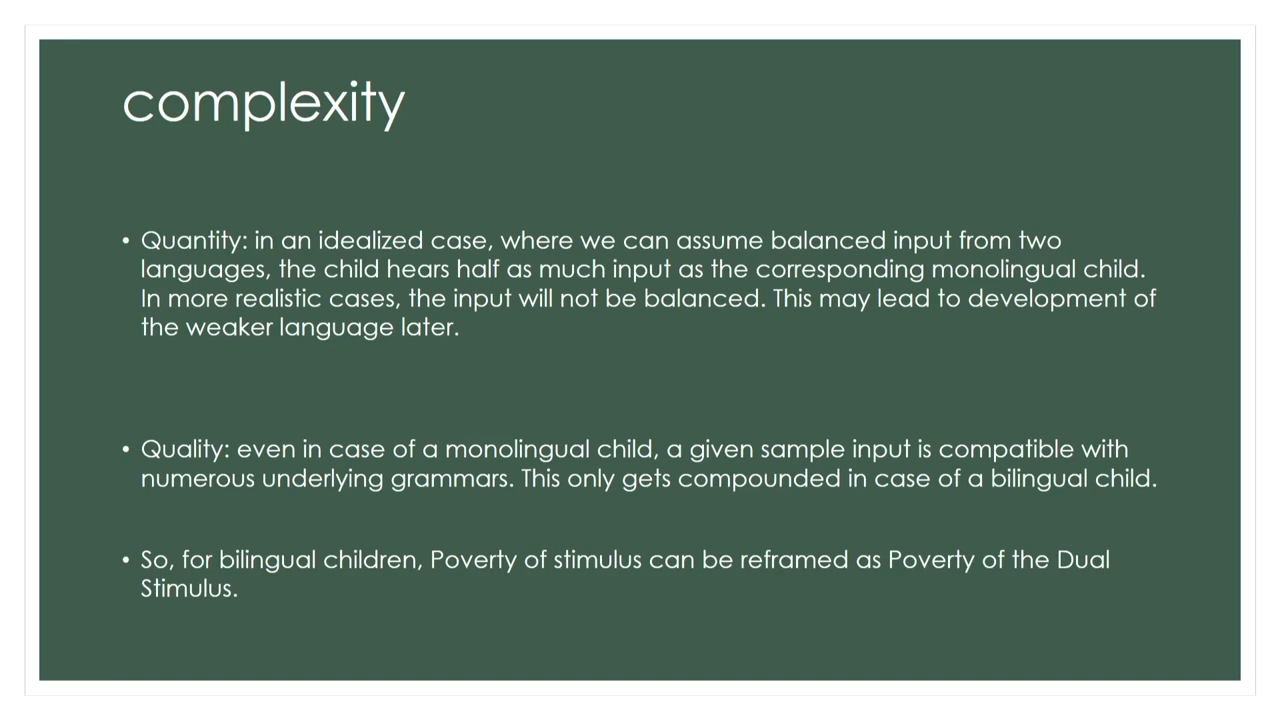 complexity
• Quantity: in an idealized case, where we can assume balanced input from two
languages, the child hears half as much input as the corresponding monolingual child.
In more realistic cases, the input will not be balanced. This may lead to development of
the weaker language later.
• Quality: even in case of a monolingual child, a given sample input is compatible with
numerous underlying grammars. This only gets compounded in case of a bilingual child.
• So, for bilingual children, Poverty of stimulus can be reframed as Poverty of the Dual
Stimulus.